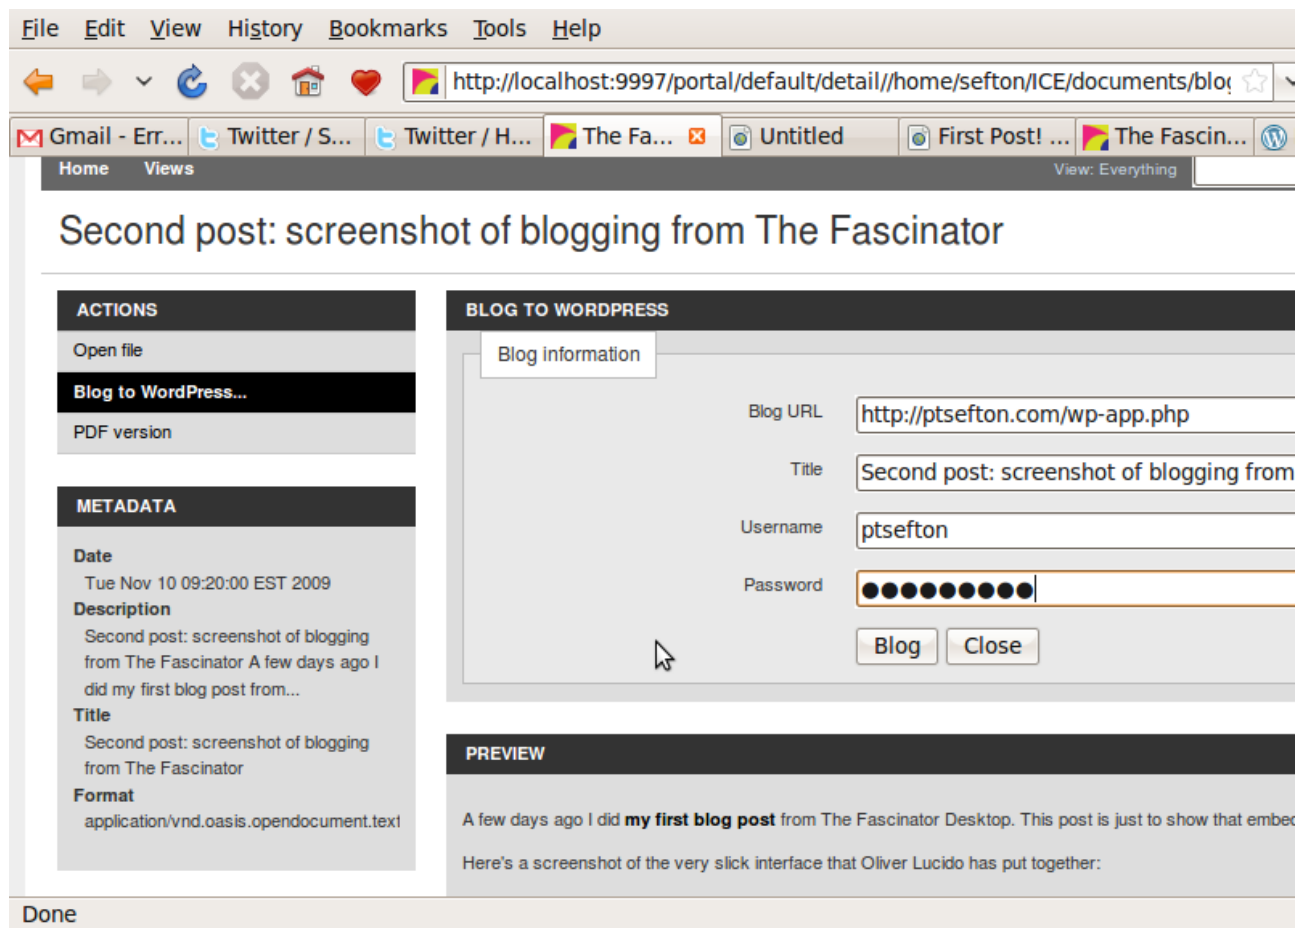 File Edit View History Bookmarks Tools Help
http://localhost:9997/portal/default/detail//home/sefton/ICE/documents/blog
Gmail - Err... Twitter / S... Twitter / H... The Fa... Untitled First Post! ... The Fascin...
Home Views View: Everything
Second post: screenshot of blogging from The Fascinator
ACTIONS
Open file
Blog to WordPress...
PDF version
METADATA
Date
Tue Nov 10 09:20:00 EST 2009
Description
Second post: screenshot of blogging
from The Fascinator A few days ago I
did my first blog post from...
Title
Second post: screenshot of blogging
from The Fascinator
Format
application/vnd.oasis.opendocument.text
BLOG TO WORDPRESS
Blog information
Blog URL http://ptsefton.com/wp-app.php
Title Second post: screenshot of blogging from
Username ptsefton
Password ●●●●●●●●●
Blog Close
PREVIEW
A few days ago I did my first blog post from The Fascinator Desktop. This post is just to show that embed
Here's a screenshot of the very slick interface that Oliver Lucido has put together:
Done